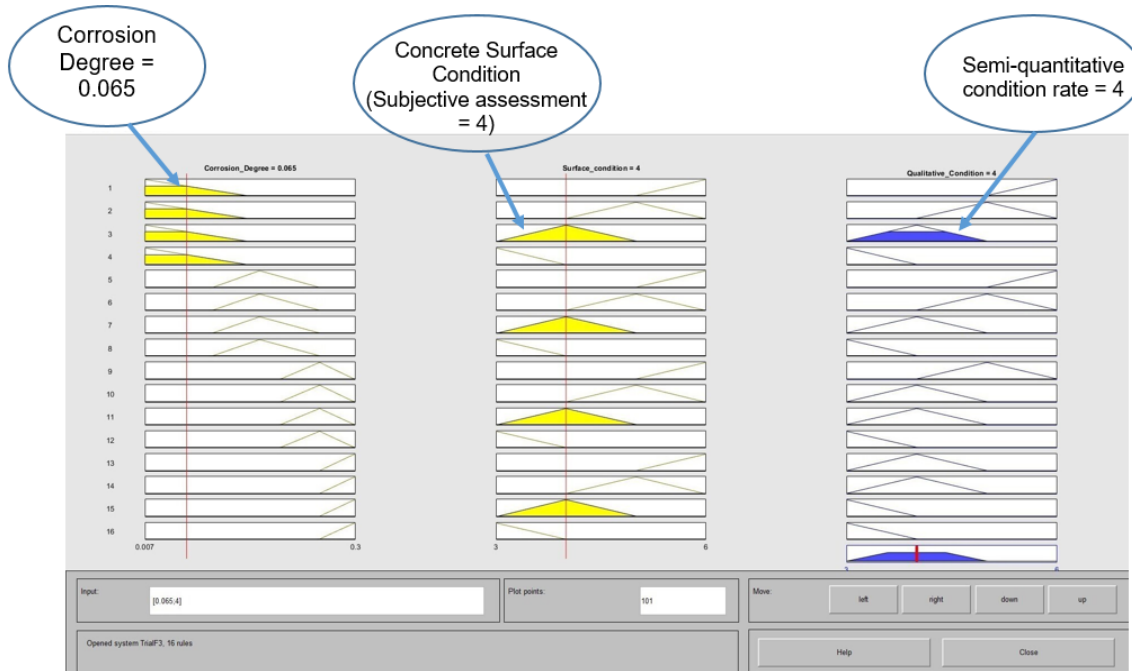 Corrosion
Degree =
0.065
Concrete Surface
Condition
(Subjective assessment
= 4)
Semi-quantitative
condition rate = 4
Corrosion_Degree = 0.065
Surface_condition = 4
Qualitative_Condition = 4
1
2
3
4
5
6
7
8
9
10
11
12
13
14
15
16
0.007
0.3
3
6
3
6
Input:
[0.065;4]
Plot points:
101
Move:
left
right
down
up
Opened system TrialF3, 16 rules
Help
Close